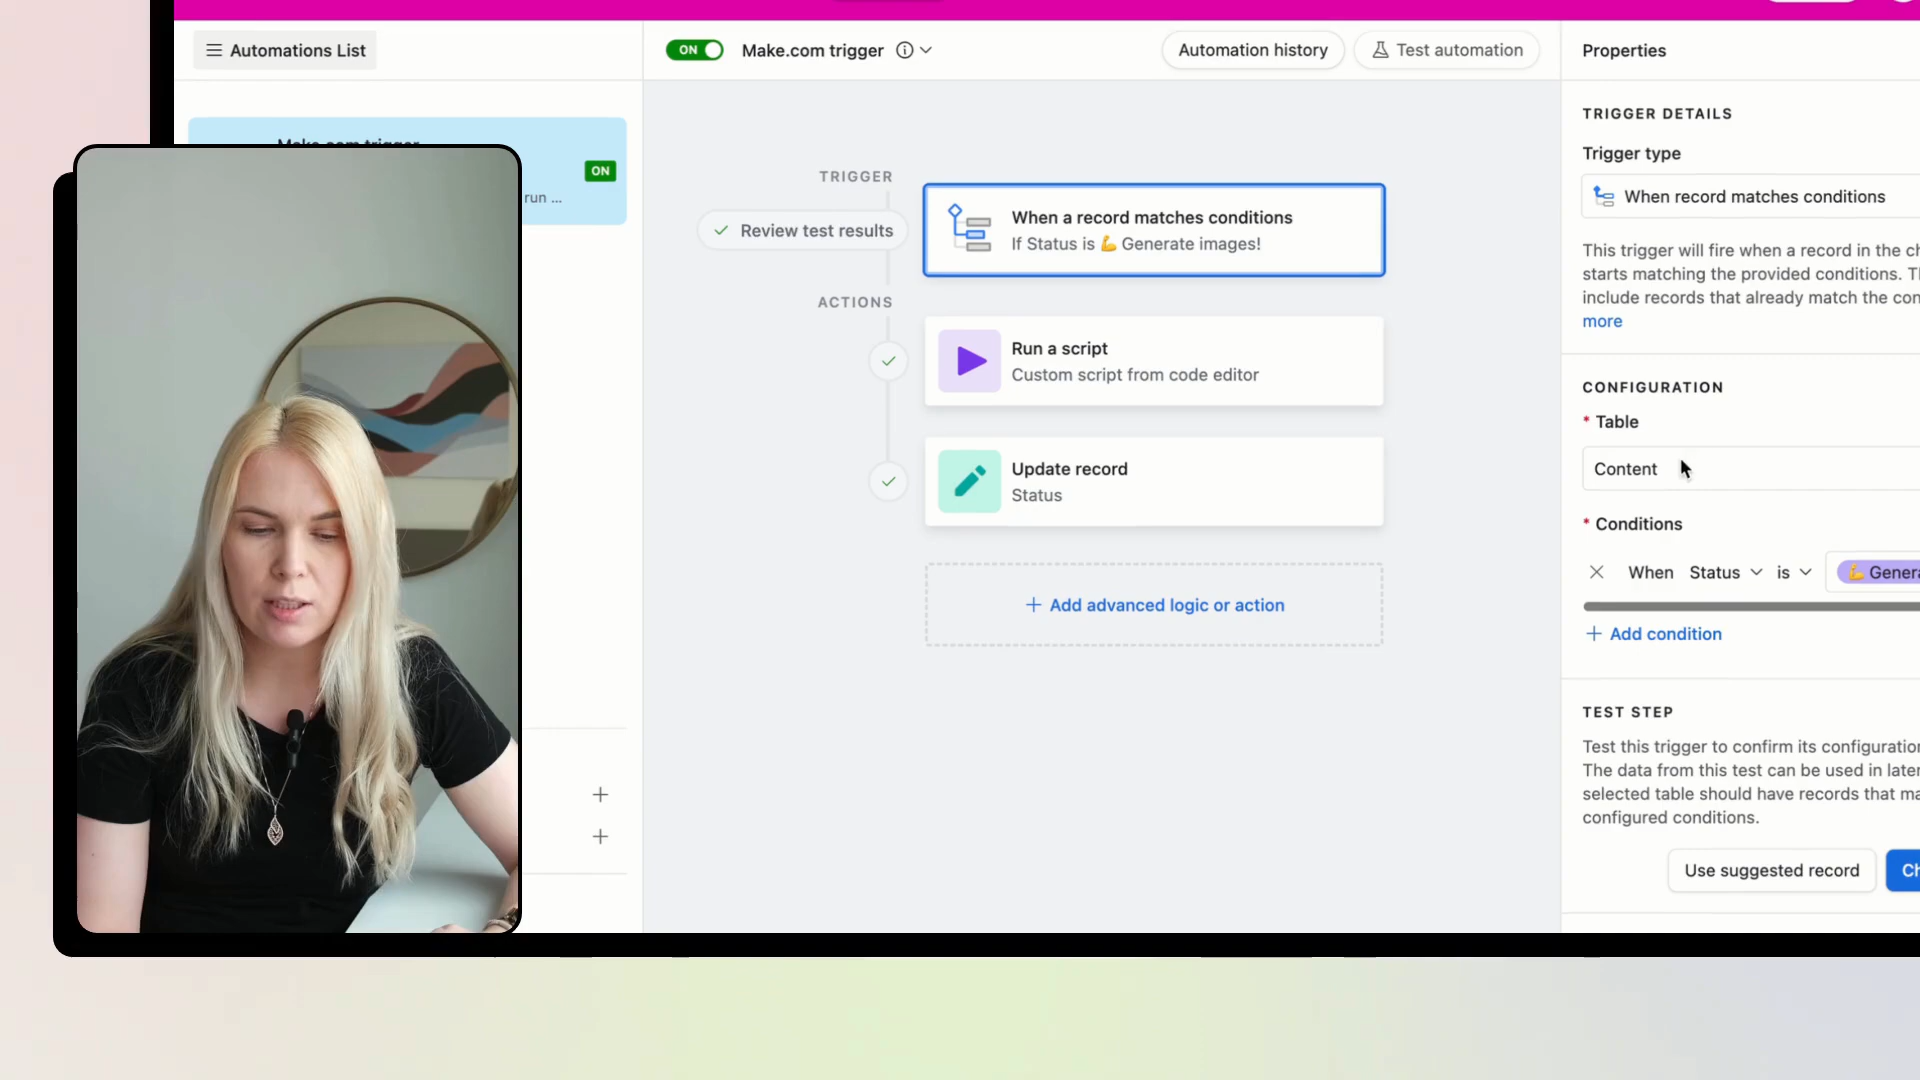 Automations List
ON
Make.com trigger
Automation history
Test automation
Properties
Make.com trigger
ON
run ...
TRIGGER
Review test results
When a record matches conditions
If Status is 💪 Generate images!
ACTIONS
Run a script
Custom script from code editor
Update record
Status
+ Add advanced logic or action
TRIGGER DETAILS
Trigger type
When record matches conditions
This trigger will fire when a record in the
starts matching the provided conditions.
include records that already match the
more
CONFIGURATION
* Table
Content
* Conditions
When Status is 💪 Genera
+ Add condition
TEST STEP
Test this trigger to confirm its configuration
The data from this test can be used in later
selected table should have records that
configured conditions.
Use suggested record
Ch